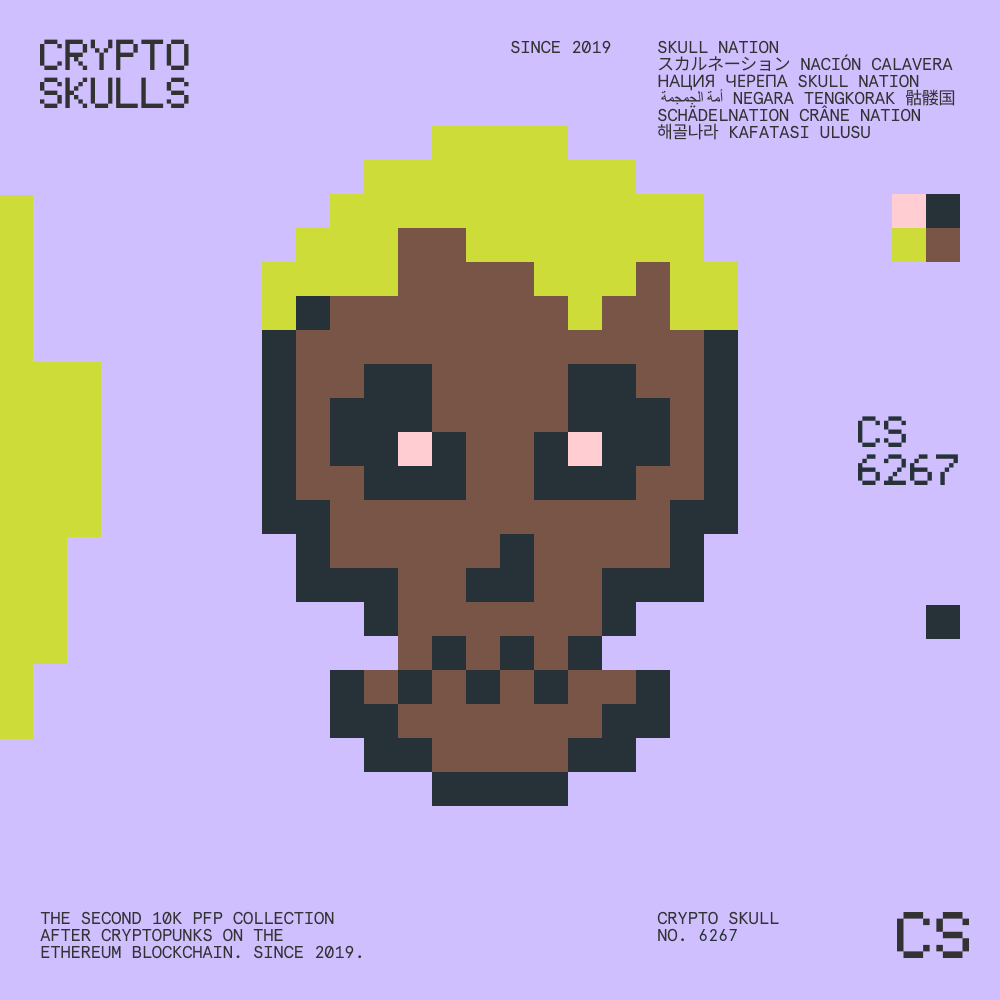 CRYPTO
SKULLS
SINCE 2019
SKULL NATION
スカルネーション NACIÓN CALAVERA
НАЦИЯ ЧЕРЕПА SKULL NATION
أمة الجمجمة NEGARA TENGKORAK 骷髅国
SCHÄDELNATION CRÂNE NATION
해골나라 KAFATASI ULUSU
CS
6267
THE SECOND 10K PFP COLLECTION
AFTER CRYPTOPUNKS ON THE
ETHEREUM BLOCKCHAIN. SINCE 2019.
CRYPTO SKULL
NO. 6267
CS